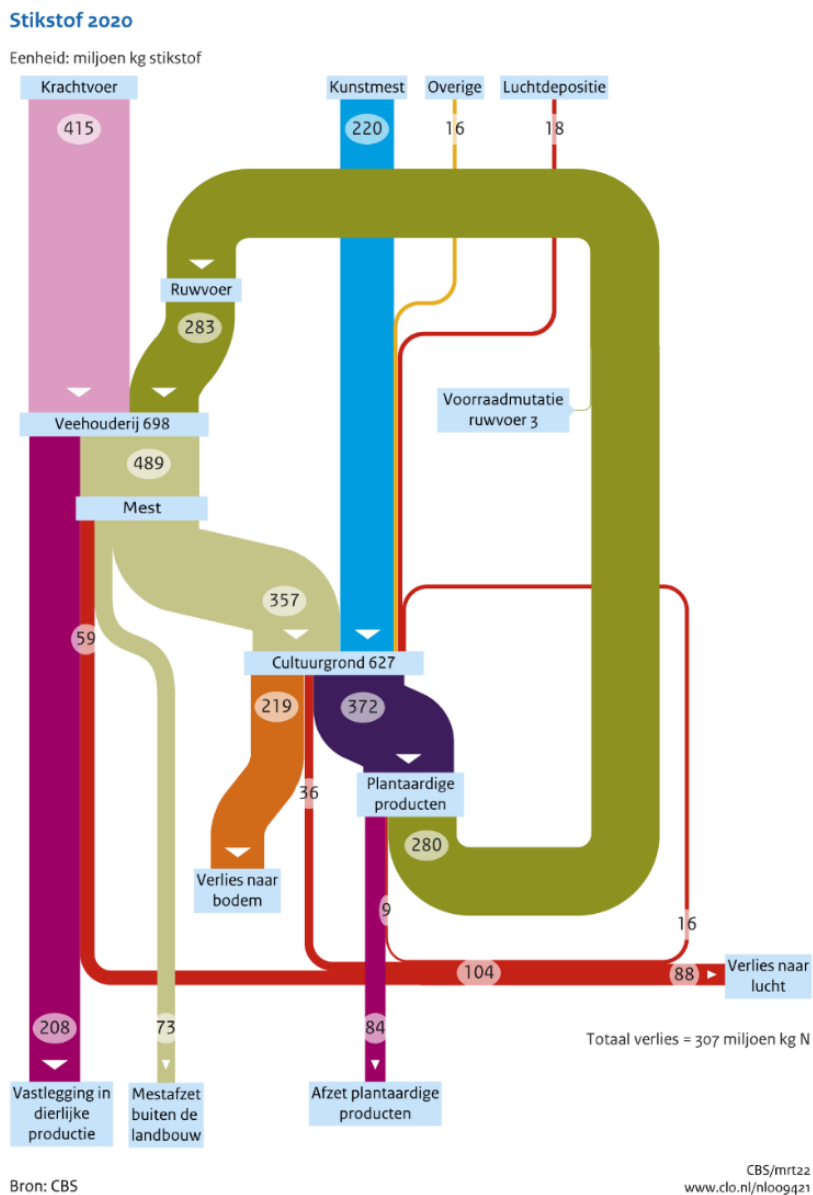 Stikstof 2020
Eenheid: miljoen kg stikstof
Krachtvoer
Kunstmest
Overige
Luchtdepositie
415
220
16
18
Ruwvoer
283
Voorraadmutatie
ruwvoer 3
Veehouderij 698
489
Mest
357
59
Cultuurgrond 627
219
372
36
Plantaardige
producten
280
Verlies naar
bodem
9
16
104
88
Verlies naar
lucht
208
73
84
Totaal verlies = 307 miljoen kg N
Vastlegging in
dierlijke
productie
Mestafzet
buiten de
landbouw
Afzet plantaardige
producten
CBS/mrt22
Bron: CBS
www.clo.nl/nl009421